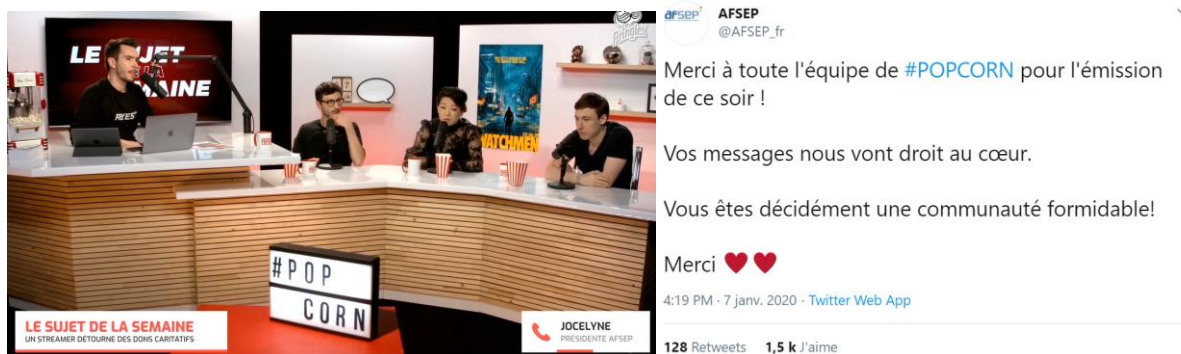 Pringles
LE SUJET
DE LA
SEMAINE
WATCHMEN
#POP
CORN
LE SUJET DE LA SEMAINE
UN STREAMER DÉTOURNE DES DONS CARITATIFS
JOCELYNE
PRÉSIDENTE AFSEP
afsep
AFSEP
@AFSEP_fr
Merci à toute l'équipe de #POPCORN pour l'émission
de ce soir !
Vos messages nous vont droit au cœur.
Vous êtes décidément une communauté formidable!
Merci ♥♥
4:19 PM · 7 janv. 2020 · Twitter Web App
128 Retweets 1,5 k J'aime